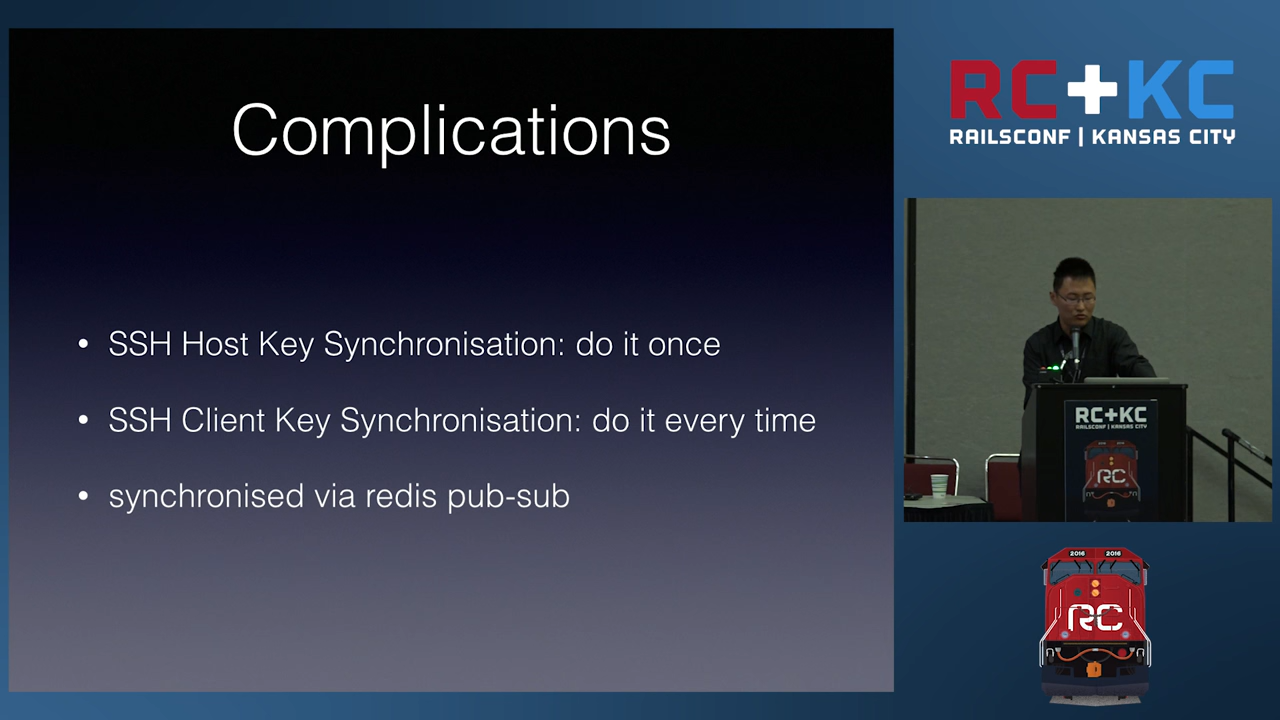 Complications
• SSH Host Key Synchronisation: do it once
• SSH Client Key Synchronisation: do it every time
• synchronised via redis pub-sub
RC+KC
RAILSCONF | KANSAS CITY
RC+KC
RAILSCONF | KANSAS CITY
RC
2016 2016
RC